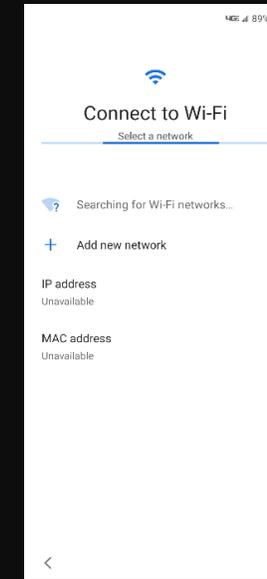 4GE 89%
Connect to Wi-Fi
Select a network
Searching for Wi-Fi networks...
Add new network
IP address
Unavailable
MAC address
Unavailable